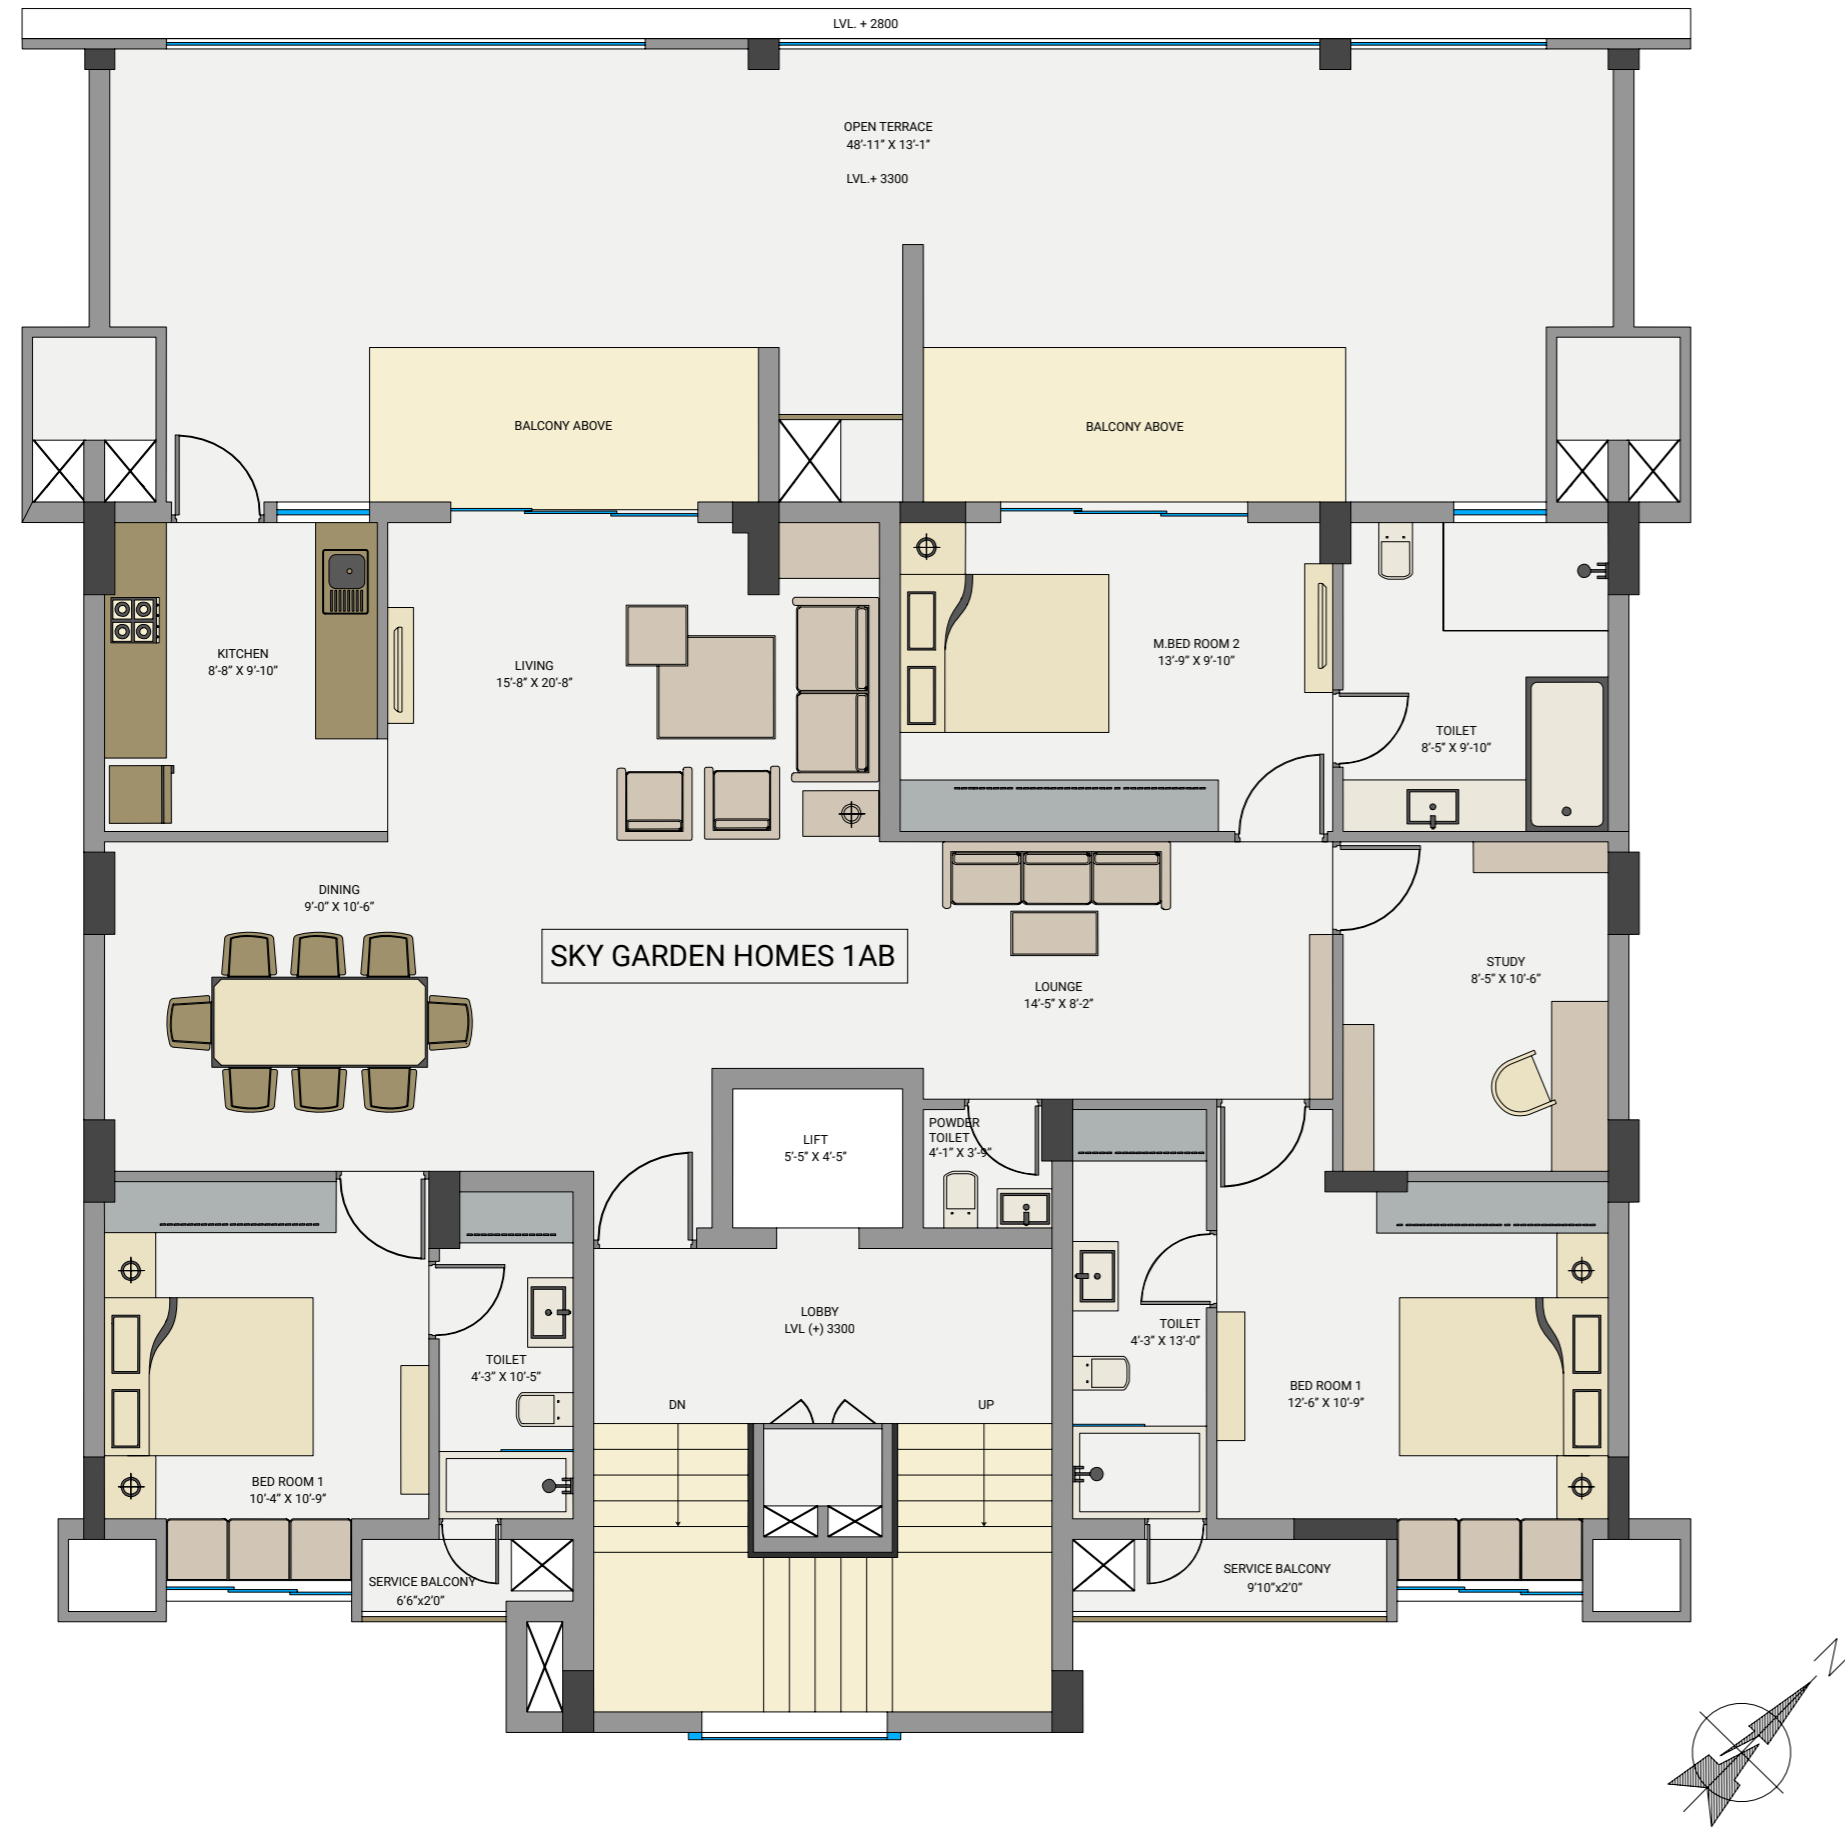 LVL. + 2800
OPEN TERRACE
48'-11" X 13'-1"
LVL.+ 3300
BALCONY ABOVE
BALCONY ABOVE
KITCHEN
8'-8" X 9'-10"
LIVING
15'-8" X 20'-8"
M.BED ROOM 2
13'-9" X 9'-10"
TOILET
8'-5" X 9'-10"
DINING
9'-0" X 10'-6"
SKY GARDEN HOMES 1AB
LOUNGE
14'-5" X 8'-2"
STUDY
8'-5" X 10'-6"
LIFT
5'-5" X 4'-5"
POWDER
TOILET
4'-1" X 3'-9"
LOBBY
LVL (+) 3300
TOILET
4'-3" X 13'-0"
TOILET
4'-3" X 10'-5"
BED ROOM 1
12'-6" X 10'-9"
DN
UP
BED ROOM 1
10'-4" X 10'-9"
SERVICE BALCONY
6'6"x2'0"
SERVICE BALCONY
9'10"x2'0"
N